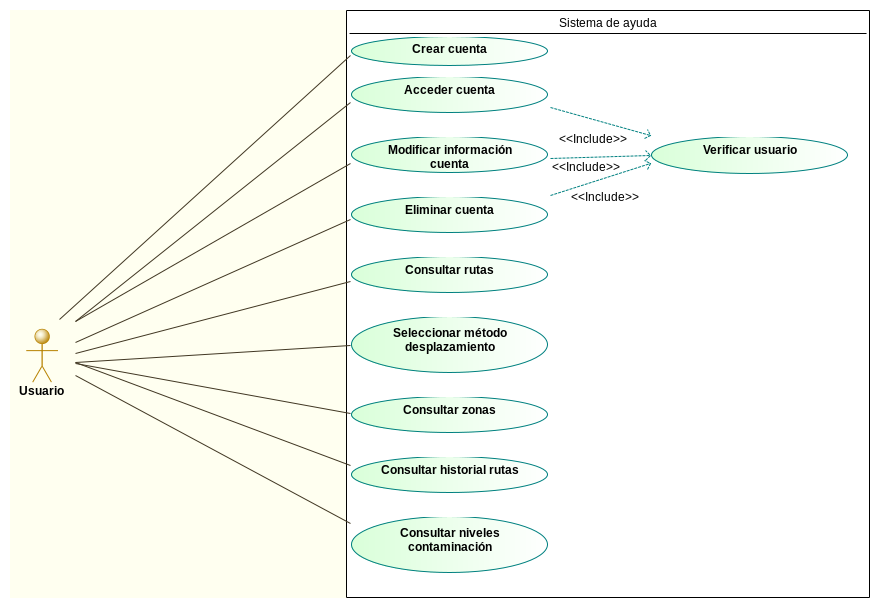 Sistema de ayuda
Crear cuenta
Acceder cuenta
<<Include>>
Modificar información
cuenta
Verificar usuario
<<Include>>
<<Include>>
Eliminar cuenta
Consultar rutas
Seleccionar método
desplazamiento
Usuario
Consultar zonas
Consultar historial rutas
Consultar niveles
contaminación